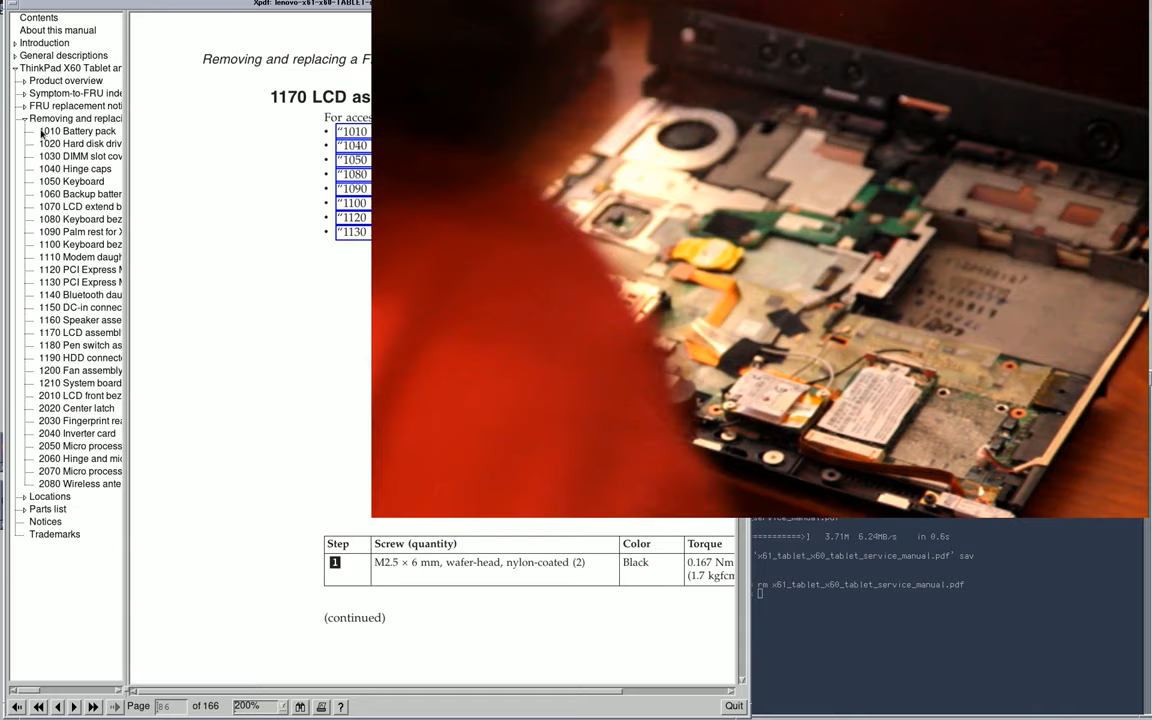 Xpdf: lenovo-x61-x60-TABLET-
Contents
About this manual
Introduction
General descriptions
ThinkPad X60 Tablet ar
Product overview
Symptom-to-FRU inde
FRU replacement noti
Removing and replaci
1010 Battery pack
1020 Hard disk driv
1030 DIMM slot cov
1040 Hinge caps
1050 Keyboard
1060 Backup batter
1070 LCD extend b
1080 Keyboard bez
1090 Palm rest for X
1100 Keyboard bez
1110 Modem daugh
1120 PCI Express M
1130 PCI Express M
1140 Bluetooth dau
1150 DC-in connec
1160 Speaker asse
1170 LCD assembl
1180 Pen switch as
1190 HDD connecto
1200 Fan assembly
1210 System board
2010 LCD front bez
2020 Center latch
2030 Fingerprint rea
2040 Inverter card
2050 Micro process
2060 Hinge and mic
2070 Micro process
2080 Wireless ante
Locations
Parts list
Notices
Trademarks
Removing and replacing a F
1170 LCD as
For acces
• “1010
• “1040
• “1050
• “1080
• “1090
• “1100
• “1120
• “1130
Step Screw (quantity) Color Torque
1 M2.5 × 6 mm, wafer-head, nylon-coated (2) Black 0.167 Nm
(1.7 kgfcm
(continued)
Page 86 of 166 200% ? Quit
service_manual.pdf
==========>] 3.71M 6.24MB/s in 0.6s
'x61_tablet_x60_tablet_service_manual.pdf' sav
rm x61_tablet_x60_tablet_service_manual.pdf